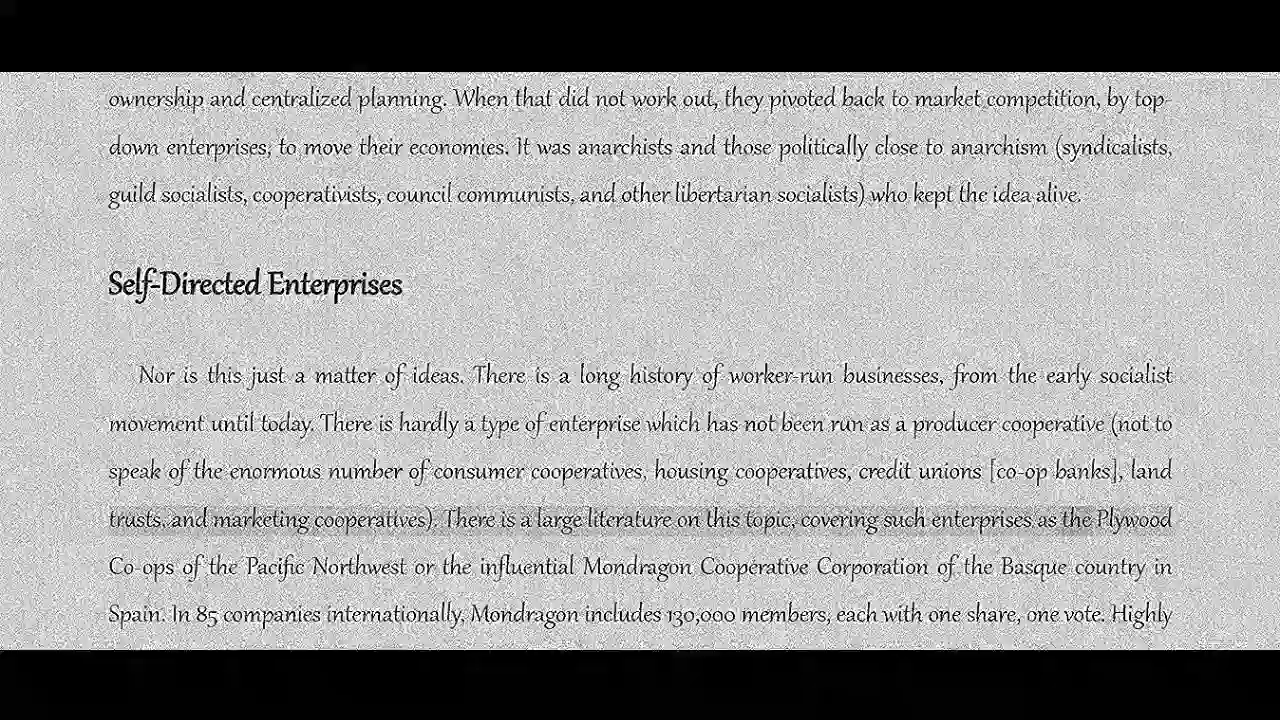 ownership and centralized planning. When that did not work out, they pivoted back to market competition, by top-
down enterprises, to move their economies. It was anarchists and those politically close to anarchism (syndicalists,
guild socialists, cooperativists, council communists, and other libertarian socialists) who kept the idea alive.
Self-Directed Enterprises
Nor is this just a matter of ideas. There is a long history of worker-run businesses, from the early socialist
movement until today. There is hardly a type of enterprise which has not been run as a producer cooperative (not to
speak of the enormous number of consumer cooperatives, housing cooperatives, credit unions [co-op banks], land
trusts, and marketing cooperatives). There is a large literature on this topic, covering such enterprises as the Plywood
Co-ops of the Pacific Northwest or the influential Mondragon Cooperative Corporation of the Basque country in
Spain. In 85 companies internationally, Mondragon includes 130,000 members, each with one share, one vote. Highly